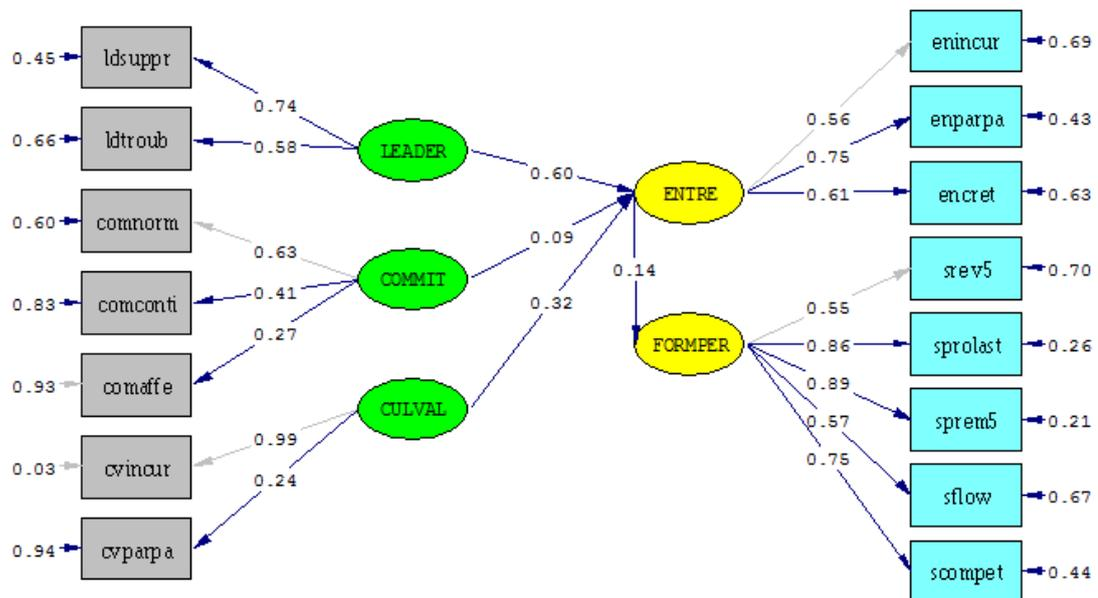 0.45
ldsuppr
0.66
ldtroub
0.60
comnorm
0.83
comconti
0.93
comaffe
0.03
cvincur
0.94
cvparpa
0.74
0.58
0.63
0.41
0.27
0.99
0.24
LEADER
COMMIT
CULVAL
0.60
0.09
0.32
ENTRE
0.14
FORMPER
0.56
0.75
0.61
0.55
0.86
0.89
0.57
0.75
enincur
0.69
enparpa
0.43
encret
0.63
srev5
0.70
sprolast
0.26
sprem5
0.21
sflow
0.67
scompet
0.44